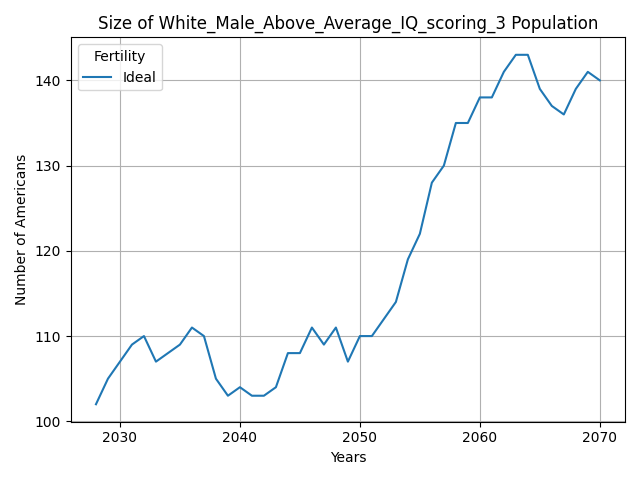 Size of White_Male_Above_Average_IQ_scoring_3 Population
Fertility
Ideal
Number of Americans
140
130
120
110
100
2030 2040 2050 2060 2070
Years